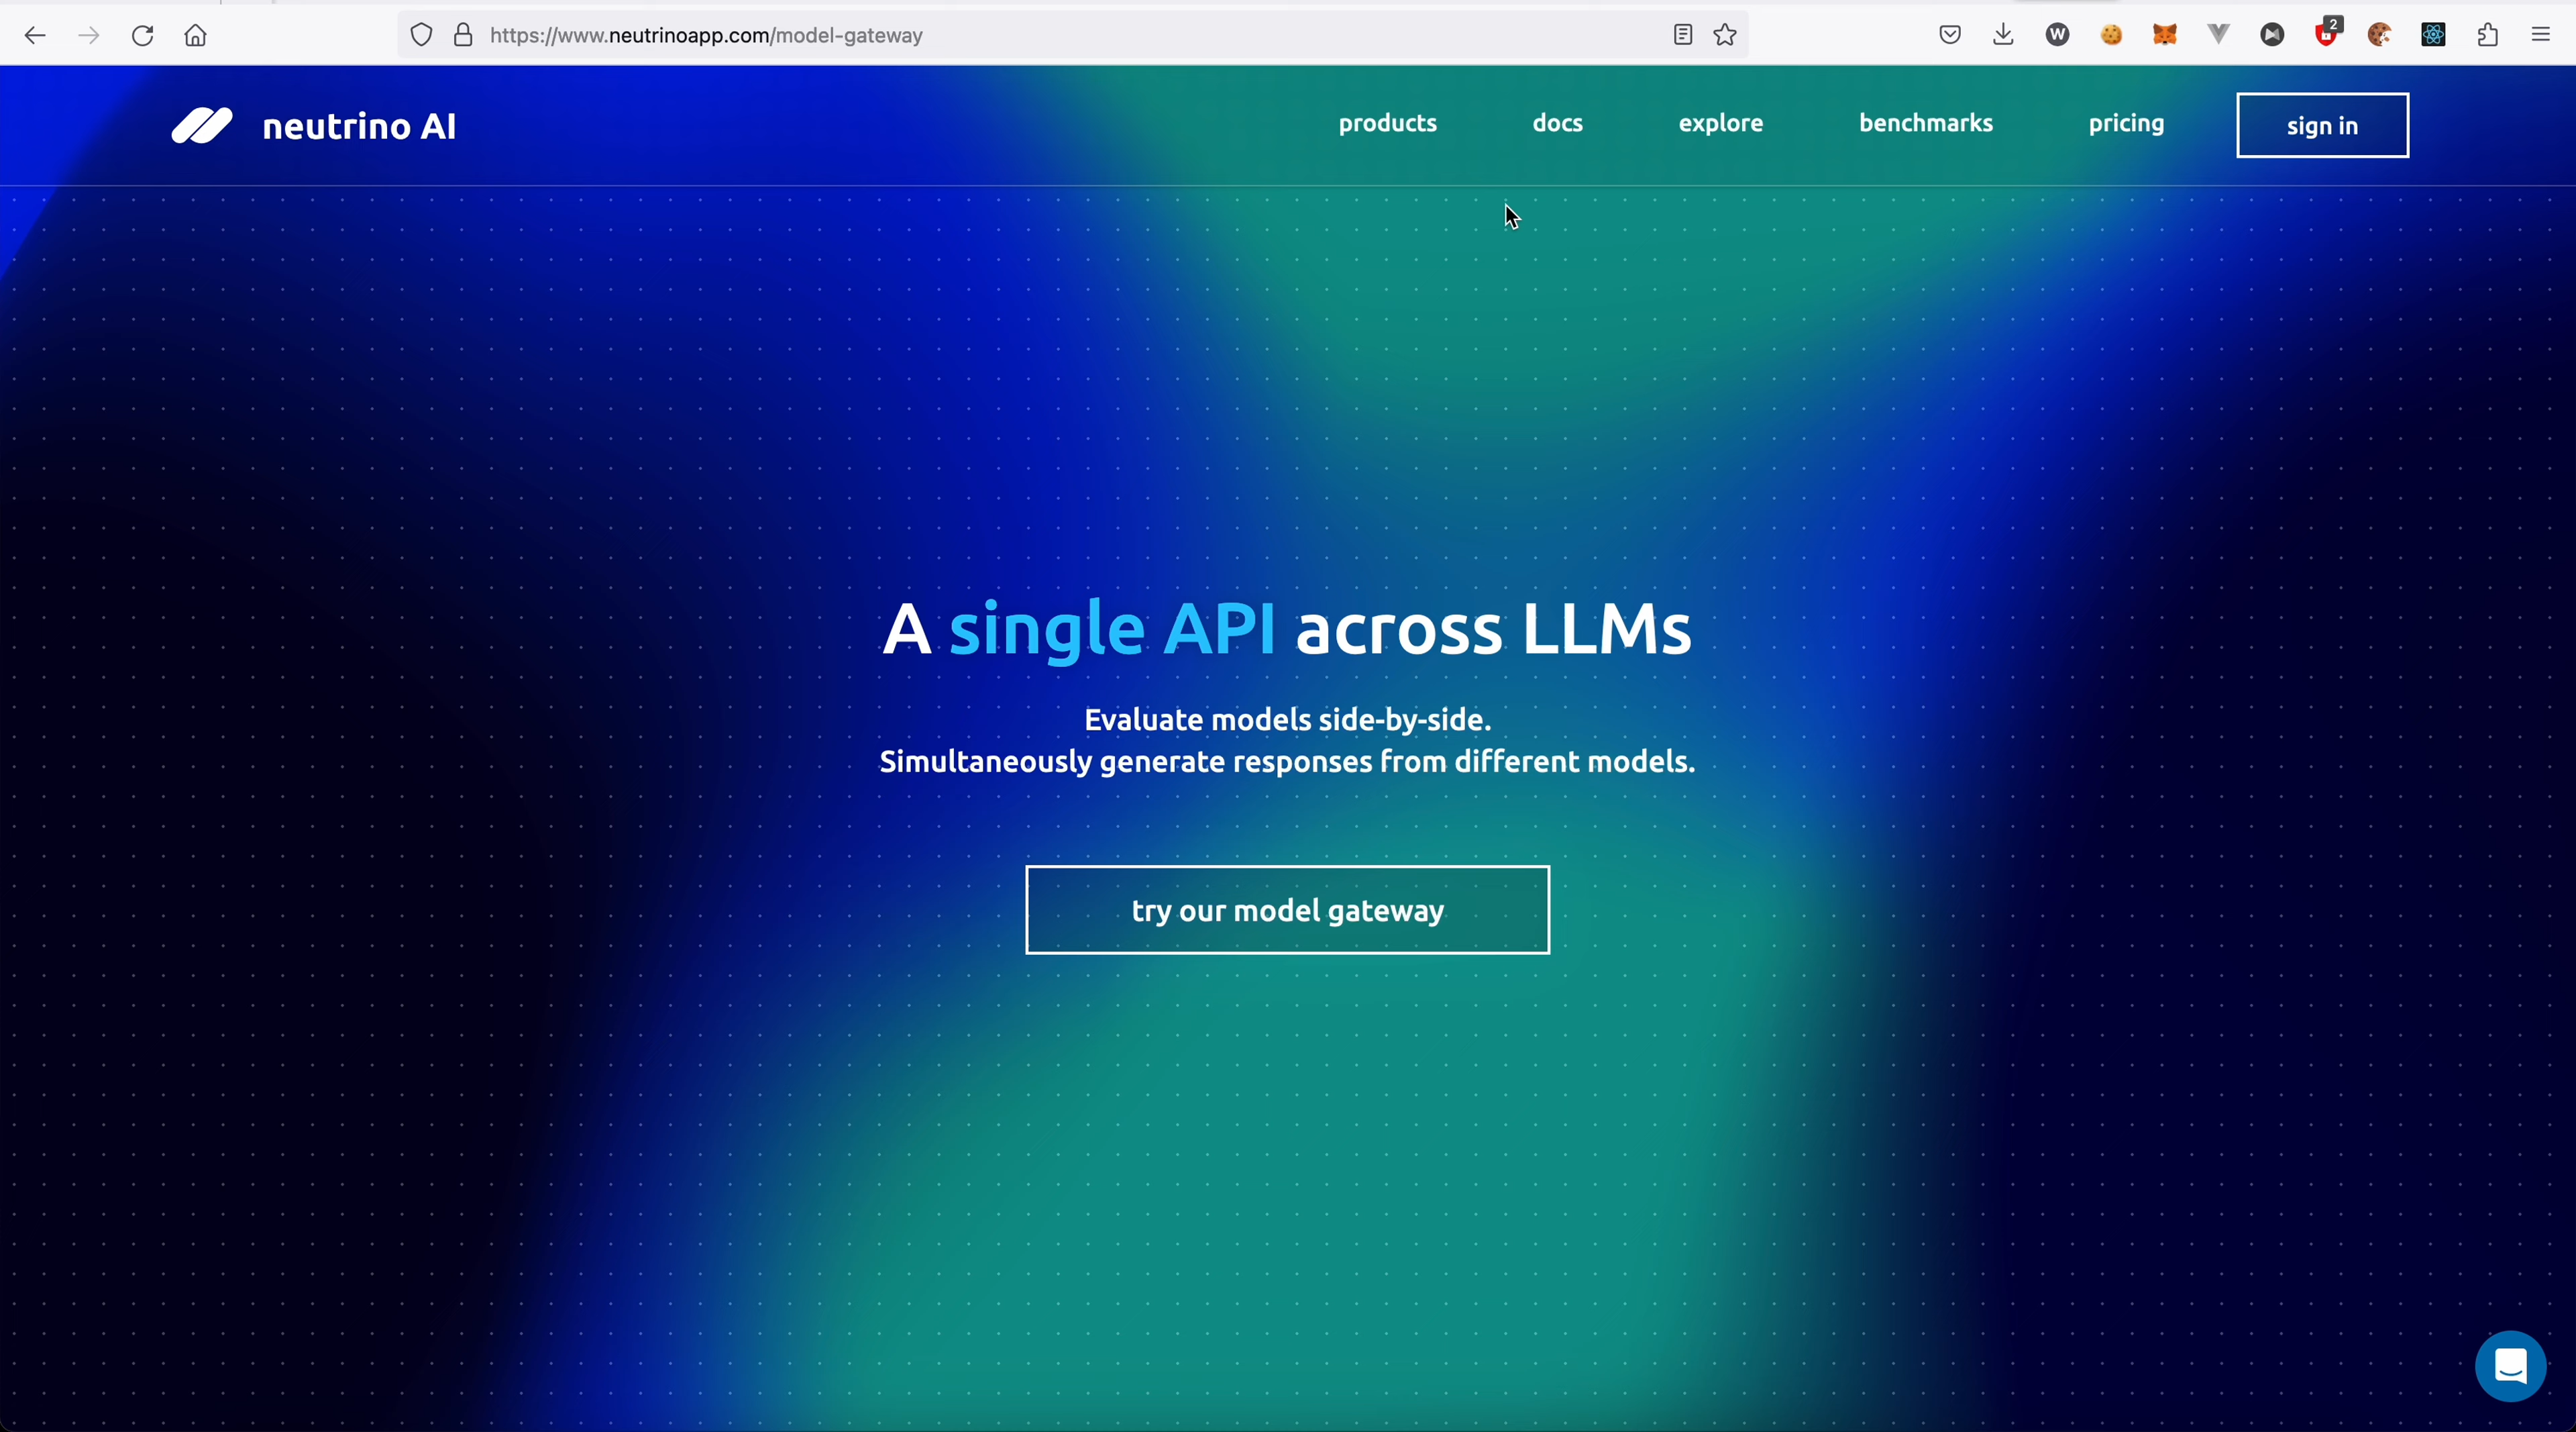 https://www.neutrinoapp.com/model-gateway
W
2
neutrino AI
products
docs
explore
benchmarks
pricing
sign in
A single API across LLMs
Evaluate models side-by-side.
Simultaneously generate responses from different models.
try our model gateway